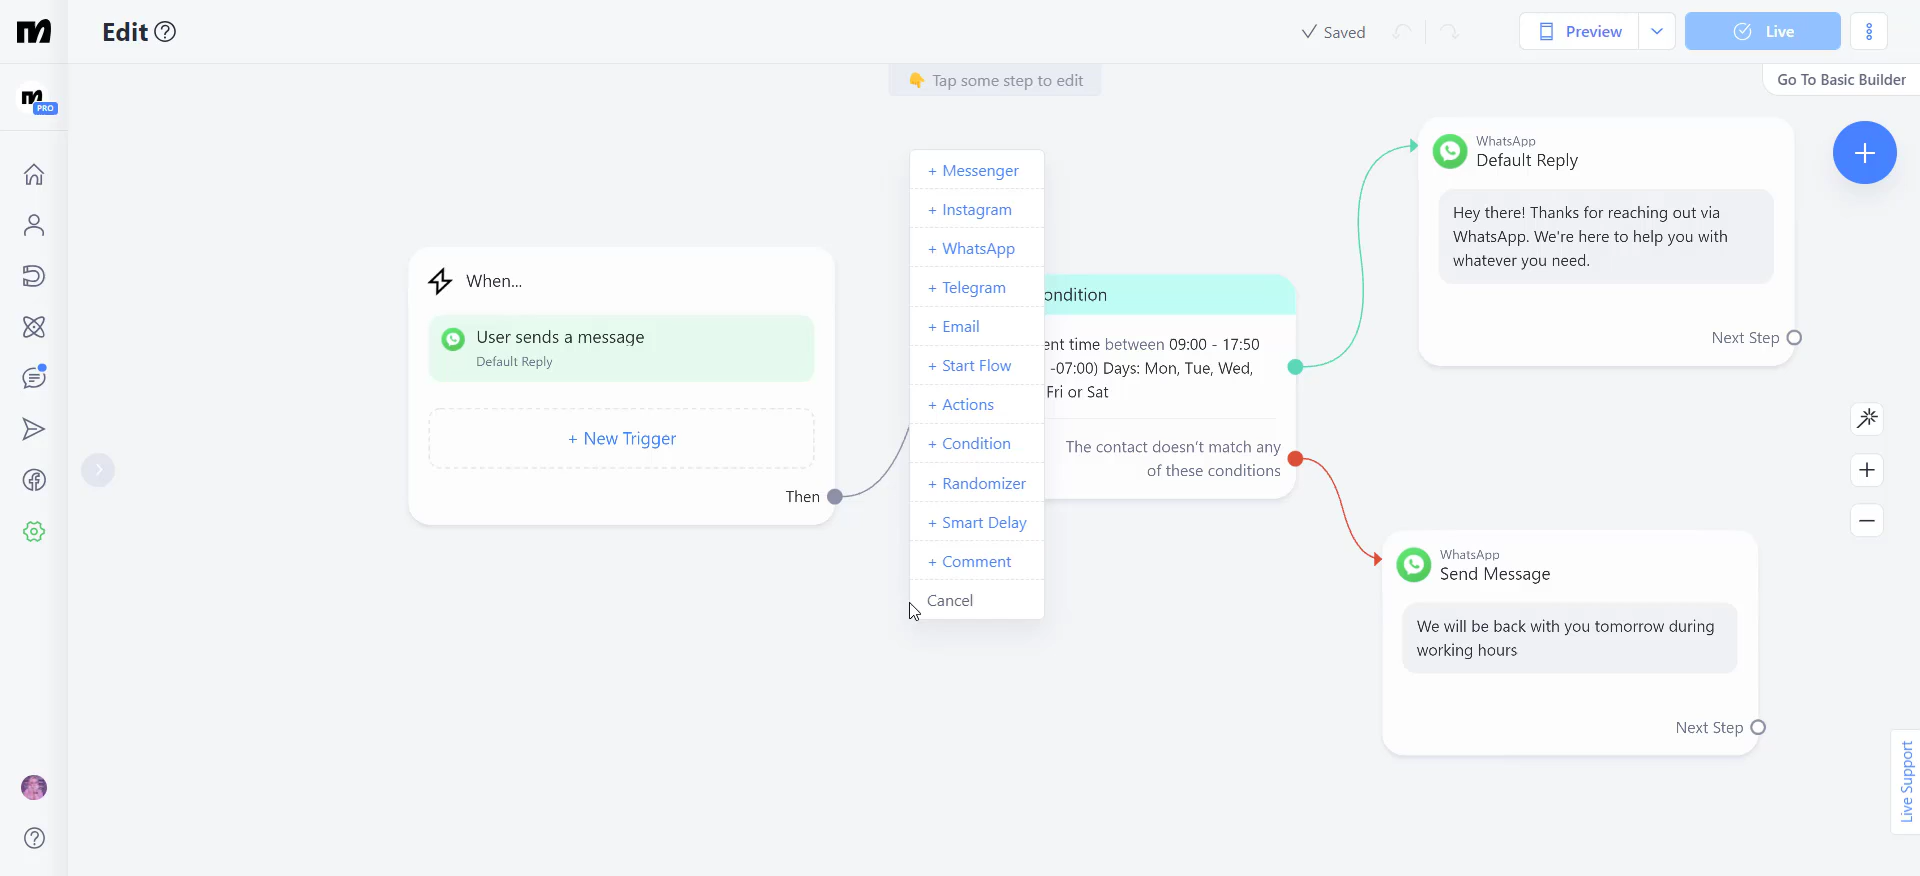 Edit
Saved
Preview
Live
Go To Basic Builder
👇 Tap some step to edit
PRO
When...
User sends a message
Default Reply
+ New Trigger
Then
+ Messenger
+ Instagram
+ WhatsApp
+ Telegram
+ Email
+ Start Flow
+ Actions
+ Condition
+ Randomizer
+ Smart Delay
+ Comment
Cancel
ondition
ent time between 09:00 - 17:50
-07:00) Days: Mon, Tue, Wed,
Fri or Sat
The contact doesn't match any
of these conditions
WhatsApp
Default Reply
Hey there! Thanks for reaching out via
WhatsApp. We're here to help you with
whatever you need.
Next Step
WhatsApp
Send Message
We will be back with you tomorrow during
working hours
Next Step
Live Support